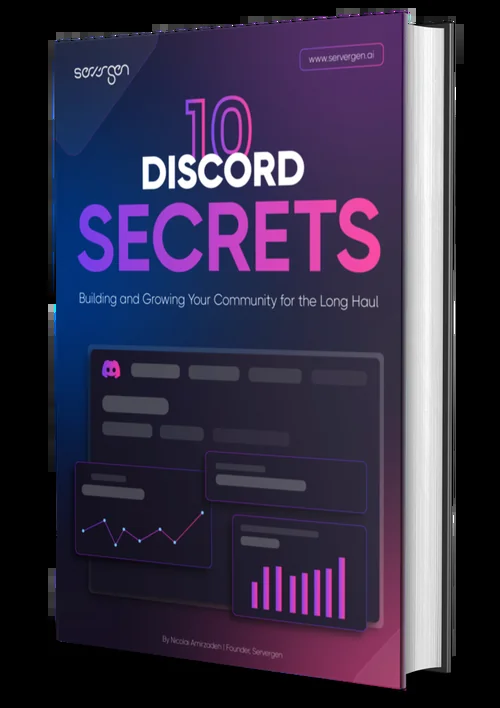 servrgen
www.servergen.ai
10
DISCORD
SECRETS
Building and Growing Your Community for the Long Haul
By Nicolai Amirzadeh | Founder, Servergen